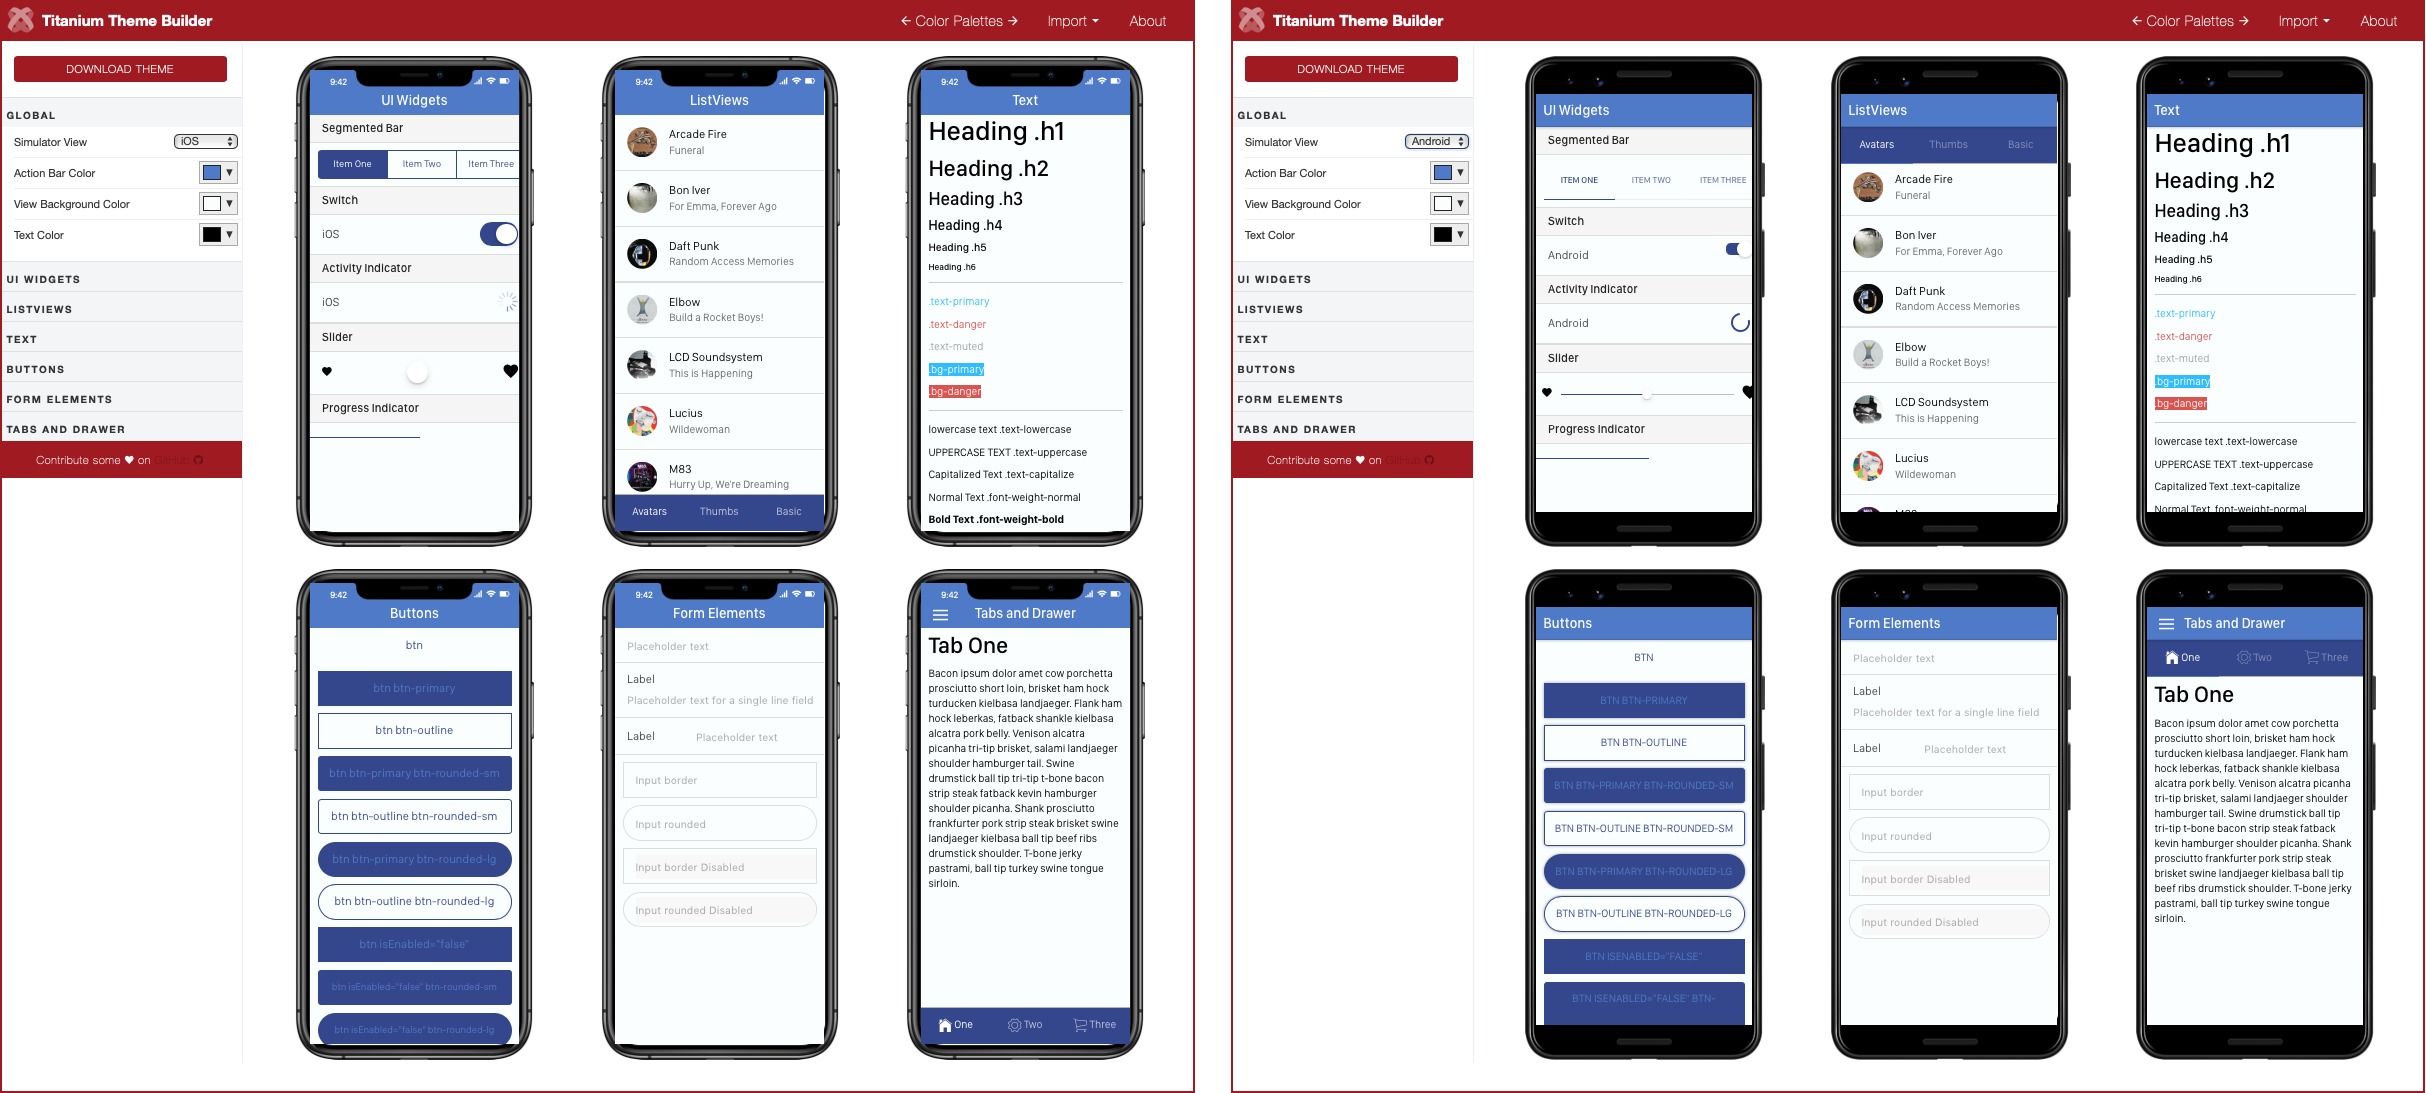 Titanium Theme Builder
← Color Palettes →
Import
About
DOWNLOAD THEME
GLOBAL
Simulator View
iOS
Action Bar Color
View Background Color
Text Color
UI WIDGETS
LISTVIEWS
TEXT
BUTTONS
FORM ELEMENTS
TABS AND DRAWER
Contribute some ♥ on GitHub
9:42
UI Widgets
Segmented Bar
Item One
Item Two
Item Three
Switch
iOS
Activity Indicator
iOS
Slider
Progress Indicator
9:42
ListViews
Arcade Fire
Funeral
Bon Iver
For Emma, Forever Ago
Daft Punk
Random Access Memories
Elbow
Build a Rocket Boys!
LCD Soundsystem
This is Happening
Lucius
Wildewoman
M83
Hurry Up, We're Dreaming
Avatars
Thumbs
Basic
9:42
Text
Heading .h1
Heading .h2
Heading .h3
Heading .h4
Heading .h5
Heading .h6
.text-primary
.text-danger
.text-muted
.bg-primary
.bg-danger
lowercase text .text-lowercase
UPPERCASE TEXT .text-uppercase
Capitalized Text .text-capitalize
Normal Text .font-weight-normal
Bold Text .font-weight-bold
9:42
Buttons
btn
btn btn-primary
btn btn-outline
btn btn-primary btn-rounded-sm
btn btn-outline btn-rounded-sm
btn btn-primary btn-rounded-lg
btn btn-outline btn-rounded-lg
btn isEnabled="false"
btn isEnabled="false" btn-rounded-sm
btn isEnabled="false" btn-rounded-lg
9:42
Form Elements
Placeholder text
Label
Placeholder text for a single line field
Label
Placeholder text
Input border
Input rounded
Input border Disabled
Input rounded Disabled
9:42
Tabs and Drawer
Tab One
Bacon ipsum dolor amet cow porchetta
prosciutto short loin, brisket ham hock
turducken kielbasa landjaeger. Flank ham
hock leberkas, fatback shankle kielbasa
alcatra pork belly. Venison alcatra
picanha tri-tip brisket, salami landjaeger
shoulder hamburger tail. Swine
drumstick ball tip tri-tip t-bone bacon
strip steak fatback kevin hamburger
shoulder picanha. Shank prosciutto
frankfurter pork strip steak brisket swine
landjaeger kielbasa ball tip beef ribs
drumstick shoulder. T-bone jerky
pastrami, ball tip turkey swine tongue
sirloin.
One
Two
Three
Titanium Theme Builder
← Color Palettes →
Import
About
DOWNLOAD THEME
GLOBAL
Simulator View
Android
Action Bar Color
View Background Color
Text Color
UI WIDGETS
LISTVIEWS
TEXT
BUTTONS
FORM ELEMENTS
TABS AND DRAWER
Contribute some ♥ on GitHub
UI Widgets
Segmented Bar
ITEM ONE
ITEM TWO
ITEM THREE
Switch
Android
Activity Indicator
Android
Slider
Progress Indicator
ListViews
Avatars
Thumbs
Basic
Arcade Fire
Funeral
Bon Iver
For Emma, Forever Ago
Daft Punk
Random Access Memories
Elbow
Build a Rocket Boys!
LCD Soundsystem
This is Happening
Lucius
Wildewoman
M83
Text
Heading .h1
Heading .h2
Heading .h3
Heading .h4
Heading .h5
Heading .h6
.text-primary
.text-danger
.text-muted
.bg-primary
.bg-danger
lowercase text .text-lowercase
UPPERCASE TEXT .text-uppercase
Capitalized Text .text-capitalize
Normal Text .font-weight-normal
Buttons
BTN
BTN BTN-PRIMARY
BTN BTN-OUTLINE
BTN BTN-PRIMARY BTN-ROUNDED-SM
BTN BTN-OUTLINE BTN-ROUNDED-SM
BTN BTN-PRIMARY BTN-ROUNDED-LG
BTN BTN-OUTLINE BTN-ROUNDED-LG
BTN ISENABLED="FALSE"
BTN ISENABLED="FALSE" BTN-
Form Elements
Placeholder text
Label
Placeholder text for a single line field
Label
Placeholder text
Input border
Input rounded
Input border Disabled
Input rounded Disabled
Tabs and Drawer
One
Two
Three
Tab One
Bacon ipsum dolor amet cow porchetta
prosciutto short loin, brisket ham hock
turducken kielbasa landjaeger. Flank ham
hock leberkas, fatback shankle kielbasa
alcatra pork belly. Venison alcatra picanha
tri-tip brisket, salami landjaeger shoulder
hamburger tail. Swine drumstick ball tip
tri-tip t-bone bacon strip steak fatback
kevin hamburger shoulder picanha. Shank
prosciutto frankfurter pork strip steak
brisket swine landjaeger kielbasa ball tip
beef ribs drumstick shoulder. T-bone jerky
pastrami, ball tip turkey swine tongue
sirloin.